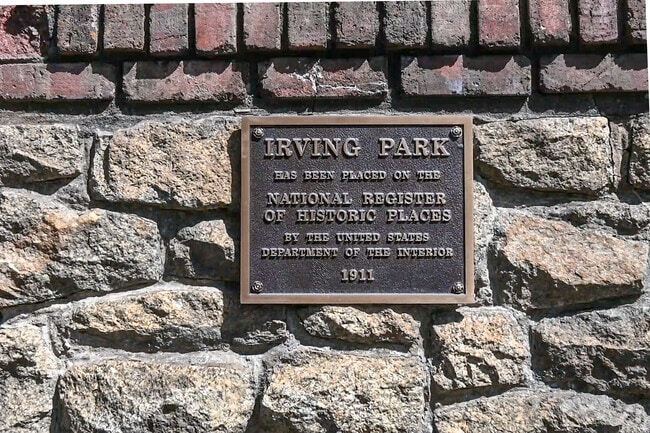 IRVING PARK
HAS BEEN PLACED ON THE
NATIONAL REGISTER
OF HISTORIC PLACES
BY THE UNITED STATES
DEPARTMENT OF THE INTERIOR
1911